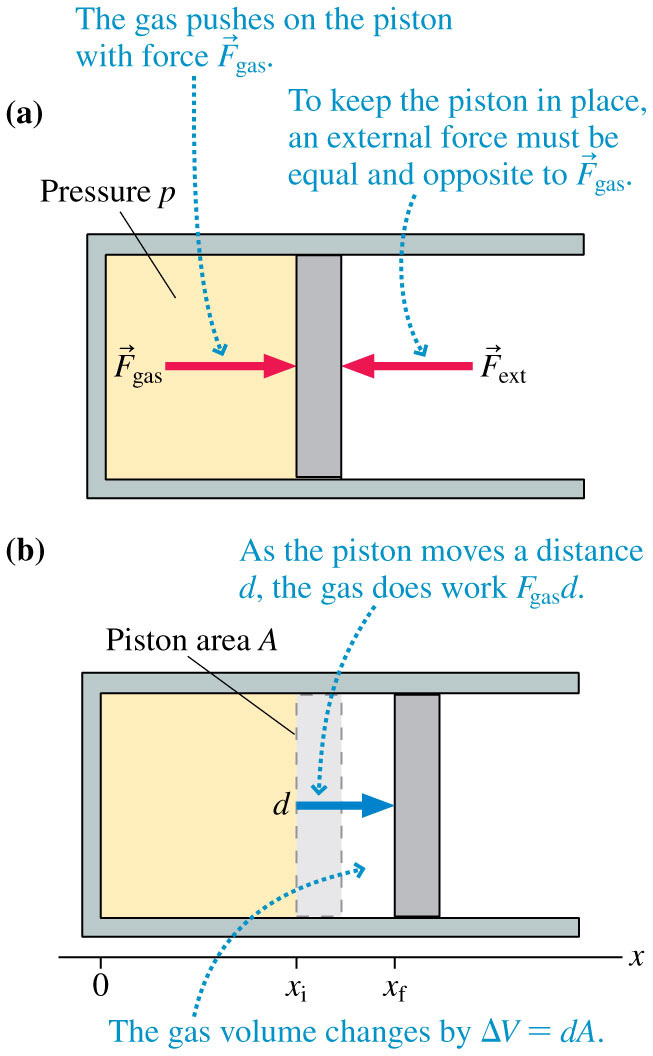 The gas pushes on the piston
with force F⃗gas.
(a)
To keep the piston in place,
an external force must be
equal and opposite to F⃗gas.
Pressure p
F⃗gas
F⃗ext
(b)
As the piston moves a distance
d, the gas does work Fgasd.
Piston area A
d
x
0
xi
xf
The gas volume changes by ΔV = dA.